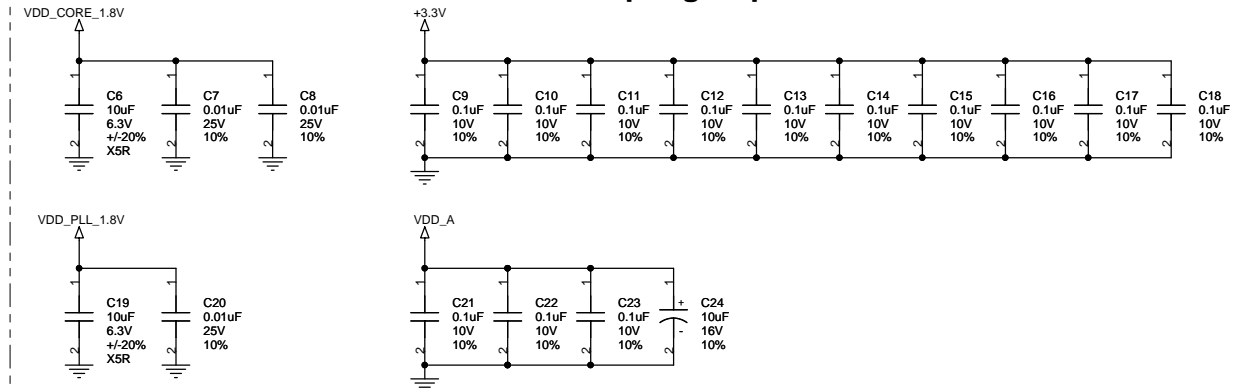 VDD_CORE_1.8V
+3.3V
1
C6
10uF
6.3V
+/-20%
X5R
2
1
C7
0.01uF
25V
10%
2
1
C8
0.01uF
25V
10%
2
1
C9
0.1uF
10V
10%
2
1
C10
0.1uF
10V
10%
2
1
C11
0.1uF
10V
10%
2
1
C12
0.1uF
10V
10%
2
1
C13
0.1uF
10V
10%
2
1
C14
0.1uF
10V
10%
2
1
C15
0.1uF
10V
10%
2
1
C16
0.1uF
10V
10%
2
1
C17
0.1uF
10V
10%
2
1
C18
0.1uF
10V
10%
2
VDD_PLL_1.8V
VDD_A
1
C19
10uF
6.3V
+/-20%
X5R
2
1
C20
0.01uF
25V
10%
2
1
C21
0.1uF
10V
10%
2
1
C22
0.1uF
10V
10%
2
1
C23
0.1uF
10V
10%
2
1
+
-
C24
10uF
16V
10%
2